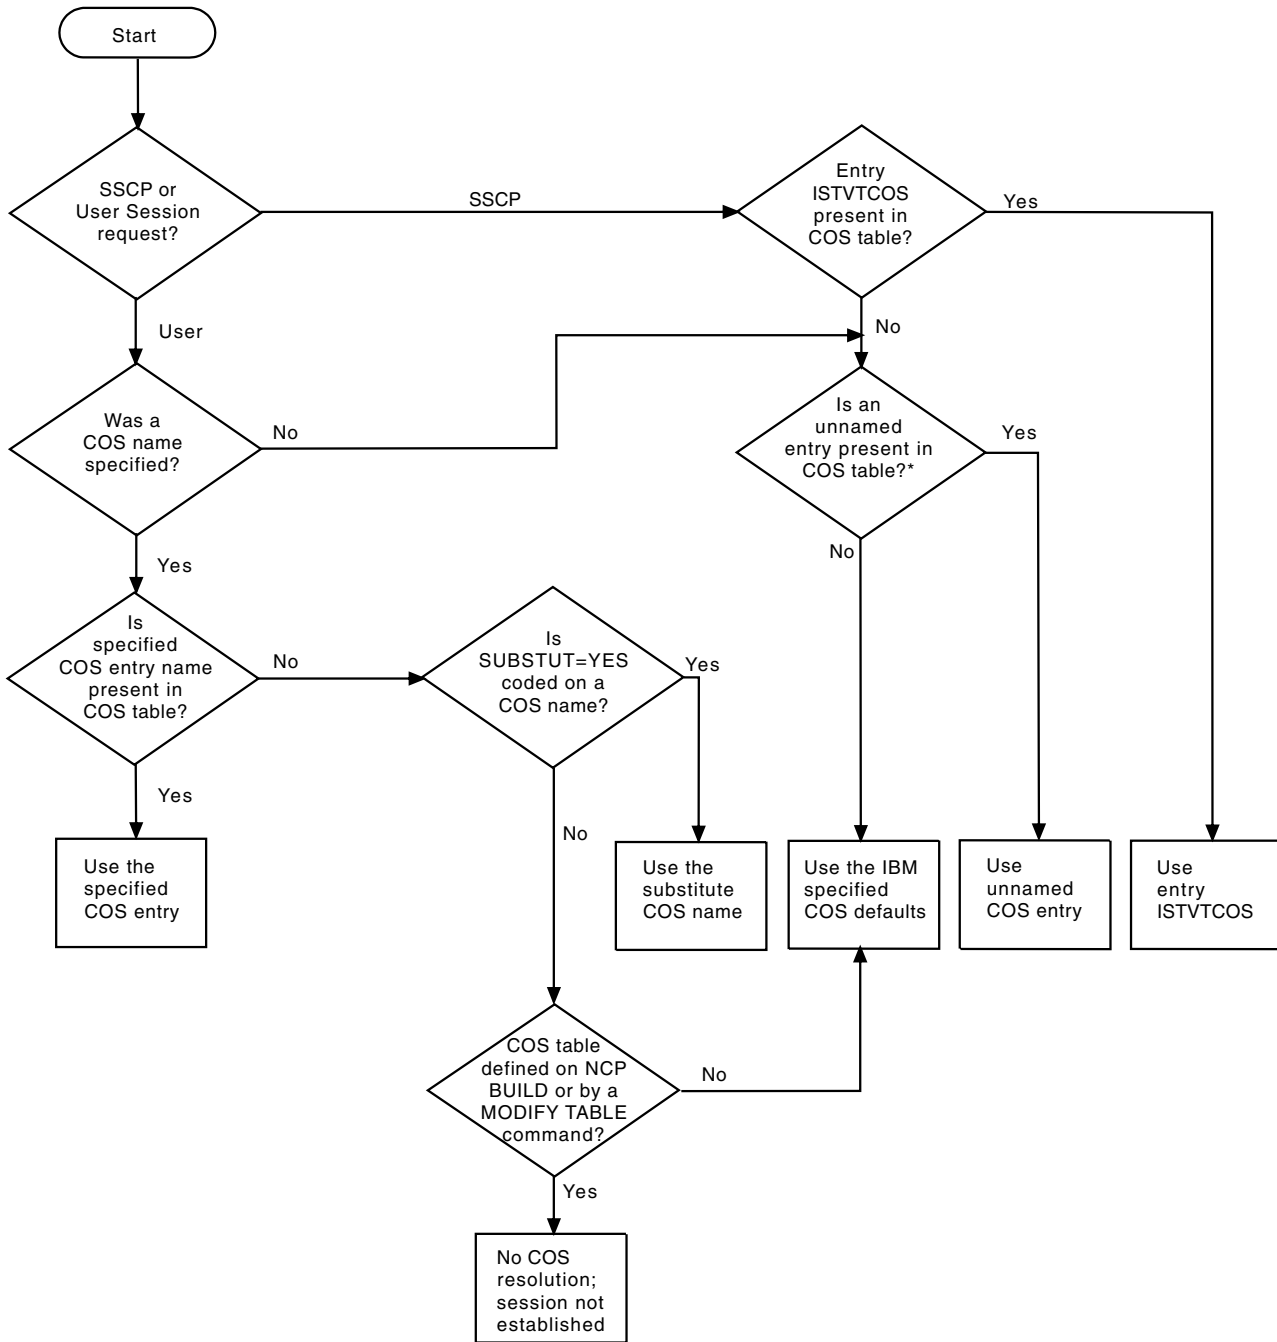 Start
SSCP or
User Session
request?
SSCP
Entry
ISTVTCOS
present in
COS table?
Yes
User
No
Was a
COS name
specified?
No
Is an
unnamed
entry present in
COS table?*
Yes
Yes
No
Is
specified
COS entry name
present in
COS table?
No
Is
SUBSTUT=YES
coded on a
COS name?
Yes
Yes
No
Use the
specified
COS entry
Use the
substitute
COS name
Use the IBM
specified
COS defaults
Use
unnamed
COS entry
Use
entry
ISTVTCOS
COS table
defined on NCP
BUILD or by a
MODIFY TABLE
command?
No
Yes
No COS
resolution;
session not
established